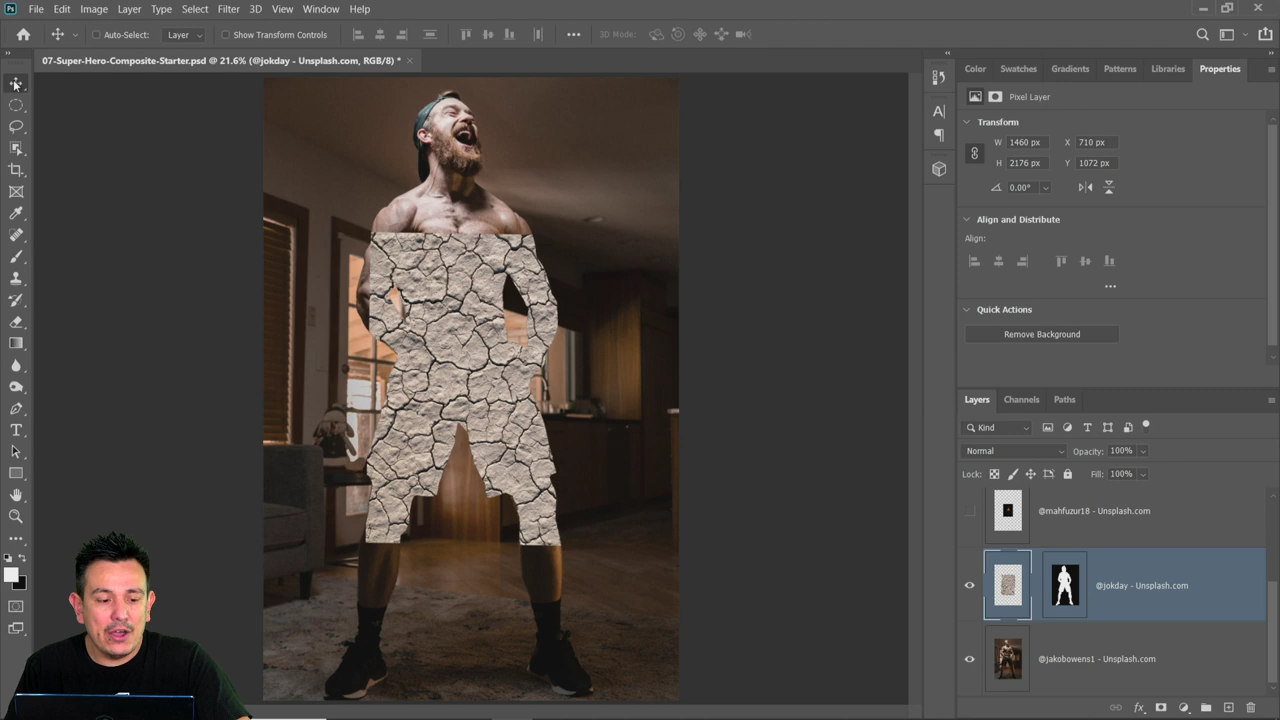 Ps File Edit Image Layer Type Select Filter 3D View Window Help
Auto-Select: Layer Show Transform Controls 3D Mode:
07-Super-Hero-Composite-Starter.psd @ 21.6% (@jokday - Unsplash.com, RGB/8) *
Color Swatches Gradients Patterns Libraries Properties
Pixel Layer
Transform
W 1460 px X 710 px
H 2176 px Y 1072 px
0.00°
Align and Distribute
Align:
Quick Actions
Remove Background
Layers Channels Paths
Kind
Normal Opacity: 100%
Lock: Fill: 100%
@mahfuzur18 - Unsplash.com
@jokday - Unsplash.com
@jakobowens1 - Unsplash.com
fx